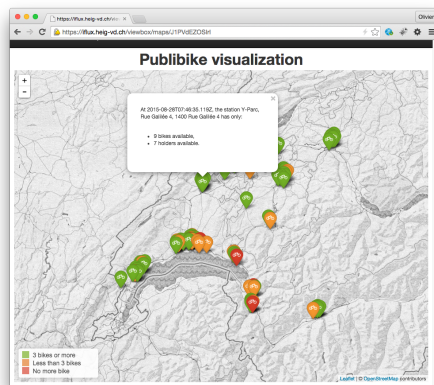 https://iflux.heig-vd.ch/view
Olivier
https://iflux.heig-vd.ch/viewbox/maps/J1PVdEZOSIrl
Publibike visualization
+
−
At 2015-08-28T07:46:35.119Z, the station Y-Parc,
Rue Galilée 4, 1400 Rue Galilée 4 has only:
9 bikes available,
7 holders available.
3 bikes or more
Less than 3 bikes
No more bike
Leaflet | © OpenStreetMap contributors